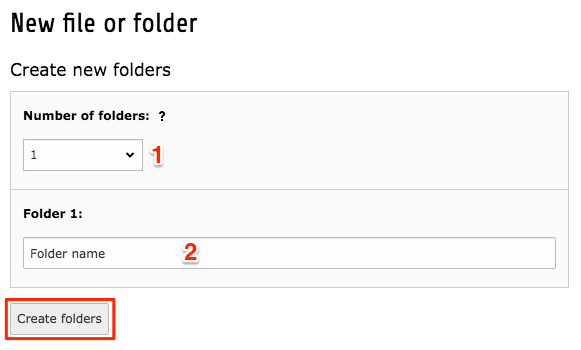 New file or folder
Create new folders
Number of folders: ?
1 1
Folder 1:
Folder name 2
Create folders